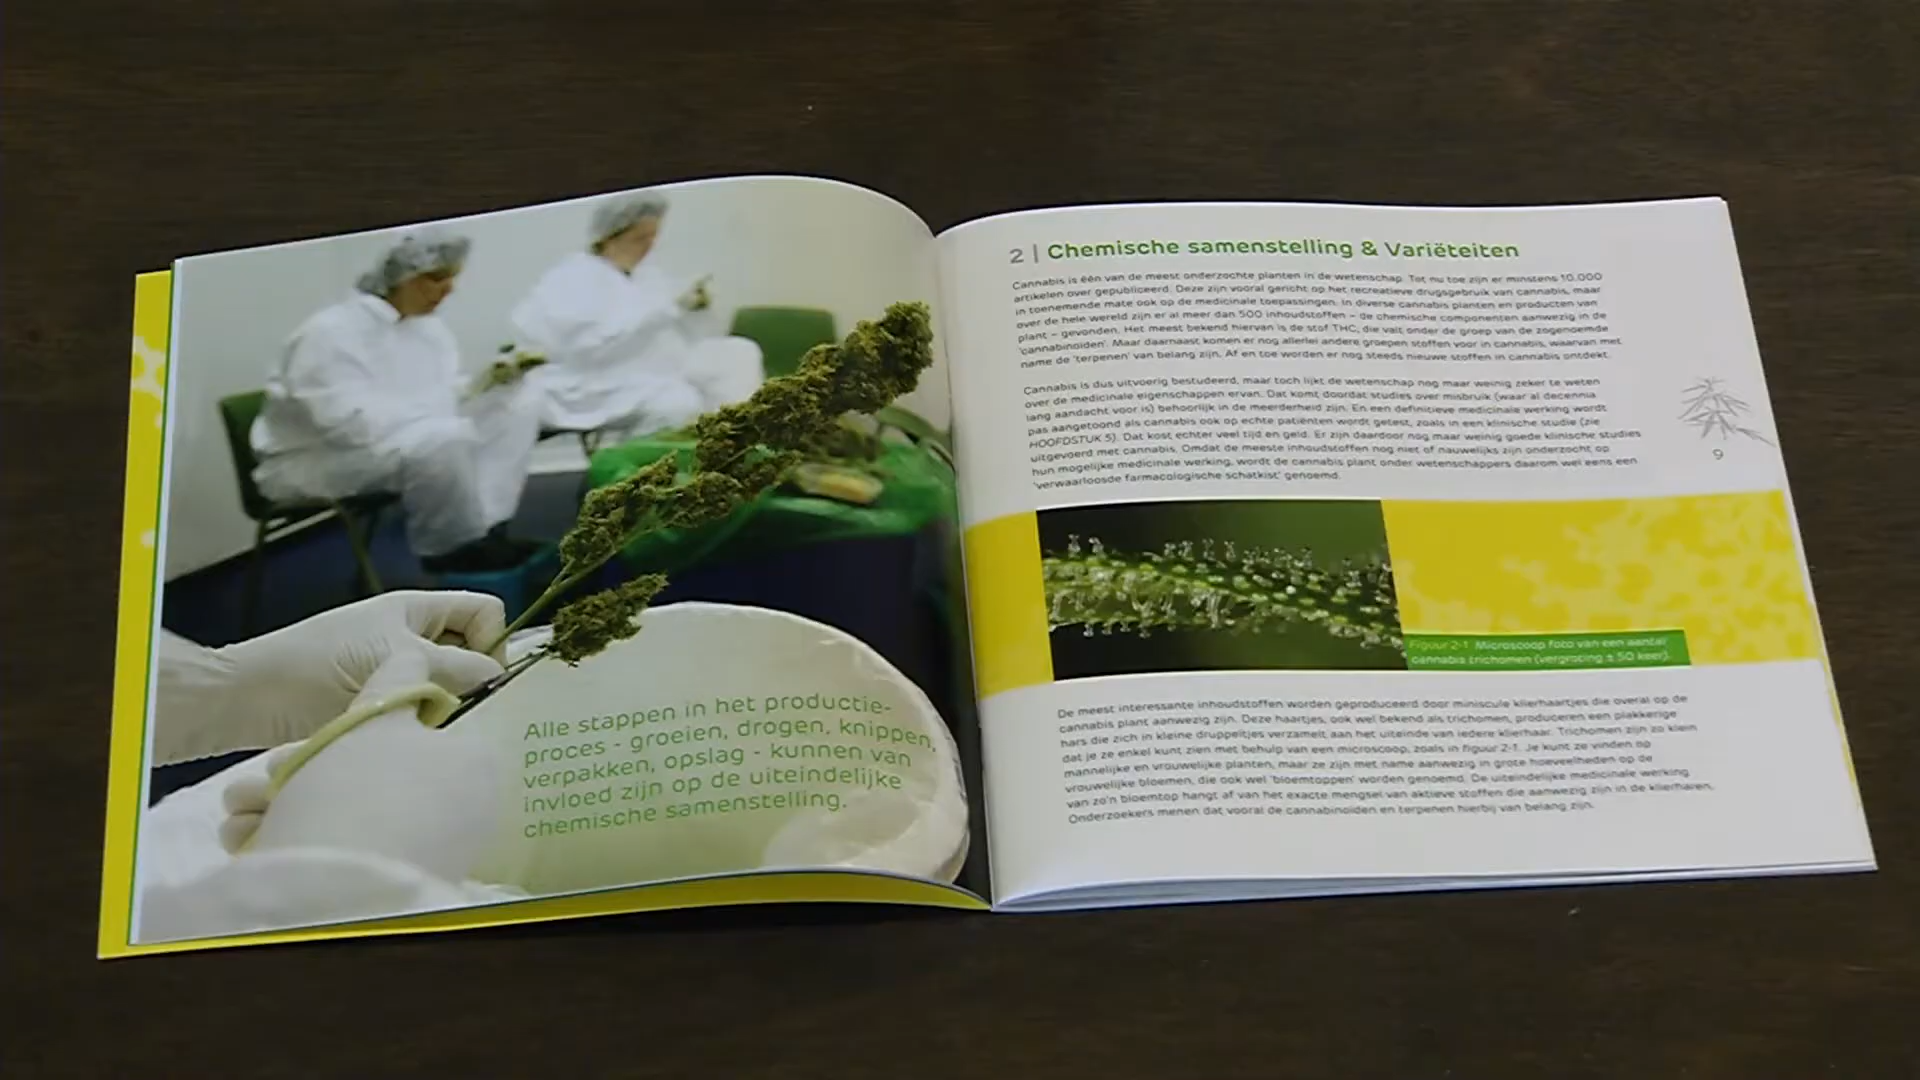 Alle stappen in het productie-
proces - groeien, drogen, knippen,
verpakken, opslag - kunnen van
invloed zijn op de uiteindelijke
chemische samenstelling.
2 | Chemische samenstelling & Variëteiten
Cannabis is één van de meest onderzochte planten in de wetenschap. Tot nu toe zijn er minstens 10.000
artikelen over gepubliceerd. Deze zijn vooral gericht op het recreatieve drugsgebruik van cannabis, maar
in toenemende mate ook op de medicinale toepassingen. In diverse cannabis planten en producten van
over de hele wereld zijn er al meer dan 500 inhoudstoffen – de chemische componenten aanwezig in de
plant – gevonden. Het meest bekend hiervan is de stof THC, die valt onder de groep van de zogenoemde
'cannabinoïden'. Maar daarnaast komen er nog allerlei andere groepen stoffen voor in cannabis, waarvan met
name de 'terpenen' van belang zijn. Af en toe worden er nog steeds nieuwe stoffen in cannabis ontdekt.
Cannabis is dus uitvoerig bestudeerd, maar toch lijkt de wetenschap nog maar weinig zeker te weten
over de medicinale eigenschappen ervan. Dat komt doordat studies over misbruik (waar al decennia
lang aandacht voor is) behoorlijk in de meerderheid zijn. En een definitieve medicinale werking wordt
pas aangetoond als cannabis ook op echte patiënten wordt getest, zoals in een klinische studie (zie
HOOFDSTUK 5). Dat kost echter veel tijd en geld. Er zijn daardoor nog maar weinig goede klinische studies
uitgevoerd met cannabis. Omdat de meeste inhoudstoffen nog niet of nauwelijks zijn onderzocht op
hun mogelijke medicinale werking, wordt de cannabis plant onder wetenschappers daarom wel eens een
'verwaarloosde farmacologische schatkist' genoemd.
9
Figuur 2-1 Microscoop foto van een aantal
cannabis trichomen (vergroting ± 50 keer).
De meest interessante inhoudstoffen worden geproduceerd door miniscule klierhaartjes die overal op de
cannabis plant aanwezig zijn. Deze haartjes, ook wel bekend als trichomen, produceren een plakkerige
hars die zich in kleine druppeltjes verzamelt aan het uiteinde van iedere klierhaar. Trichomen zijn zo klein
dat je ze enkel kunt zien met behulp van een microscoop, zoals in figuur 2-1. Je kunt ze vinden op
mannelijke en vrouwelijke planten, maar ze zijn met name aanwezig in grote hoeveelheden op de
vrouwelijke bloemen, die ook wel 'bloemtoppen' worden genoemd. De uiteindelijke medicinale werking
van zo'n bloemtop hangt af van het exacte mengsel van aktieve stoffen die aanwezig zijn in de klierharen.
Onderzoekers menen dat vooral de cannabinoïden en terpenen hierbij van belang zijn.